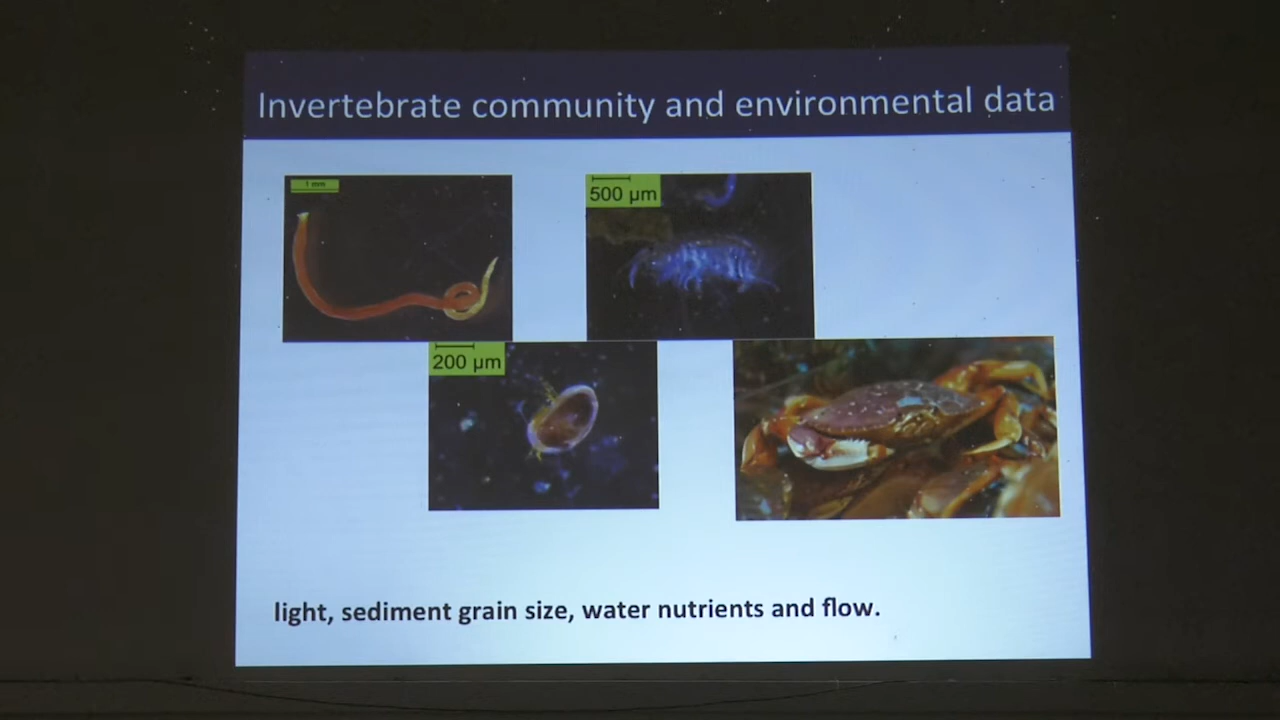 Invertebrate community and environmental data
1 mm
500 µm
200 µm
light, sediment grain size, water nutrients and flow.